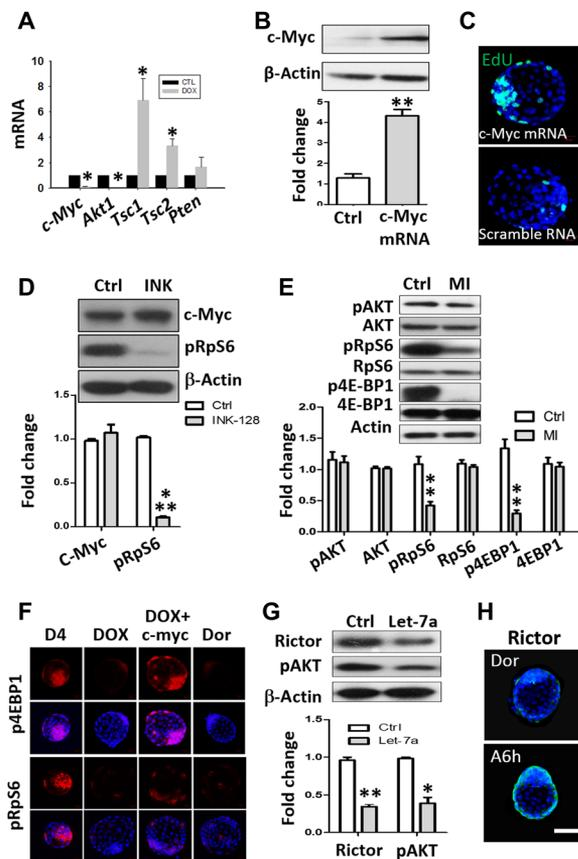 A
mRNA
10
8
6
4
2
0
CTL
DOX
*
*
*
*
c-Myc
Akt1
Tsc1
Tsc2
Pten
B
c-Myc
β-Actin
Fold change
5
4
3
2
1
0
**
Ctrl
c-Myc
mRNA
C
EdU
c-Myc mRNA
Scramble RNA
D
Ctrl INK
c-Myc
pRpS6
β-Actin
Fold change
1.5
1.0
0.5
0.0
Ctrl
INK-128
*
**
C-Myc
pRpS6
E
Ctrl MI
pAKT
AKT
pRpS6
RpS6
p4E-BP1
4E-BP1
Actin
Fold change
2.0
1.5
1.0
0.5
0.0
Ctrl
MI
**
**
pAKT
AKT
pRpS6
RpS6
p4EBP1
4EBP1
F
D4 DOX DOX+
c-myc Dor
p4EBP1
pRpS6
G
Ctrl Let-7a
Rictor
pAKT
β-Actin
Fold change
1.5
1.0
0.5
0.0
Ctrl
Let-7a
**
*
Rictor
pAKT
H
Rictor
Dor
A6h